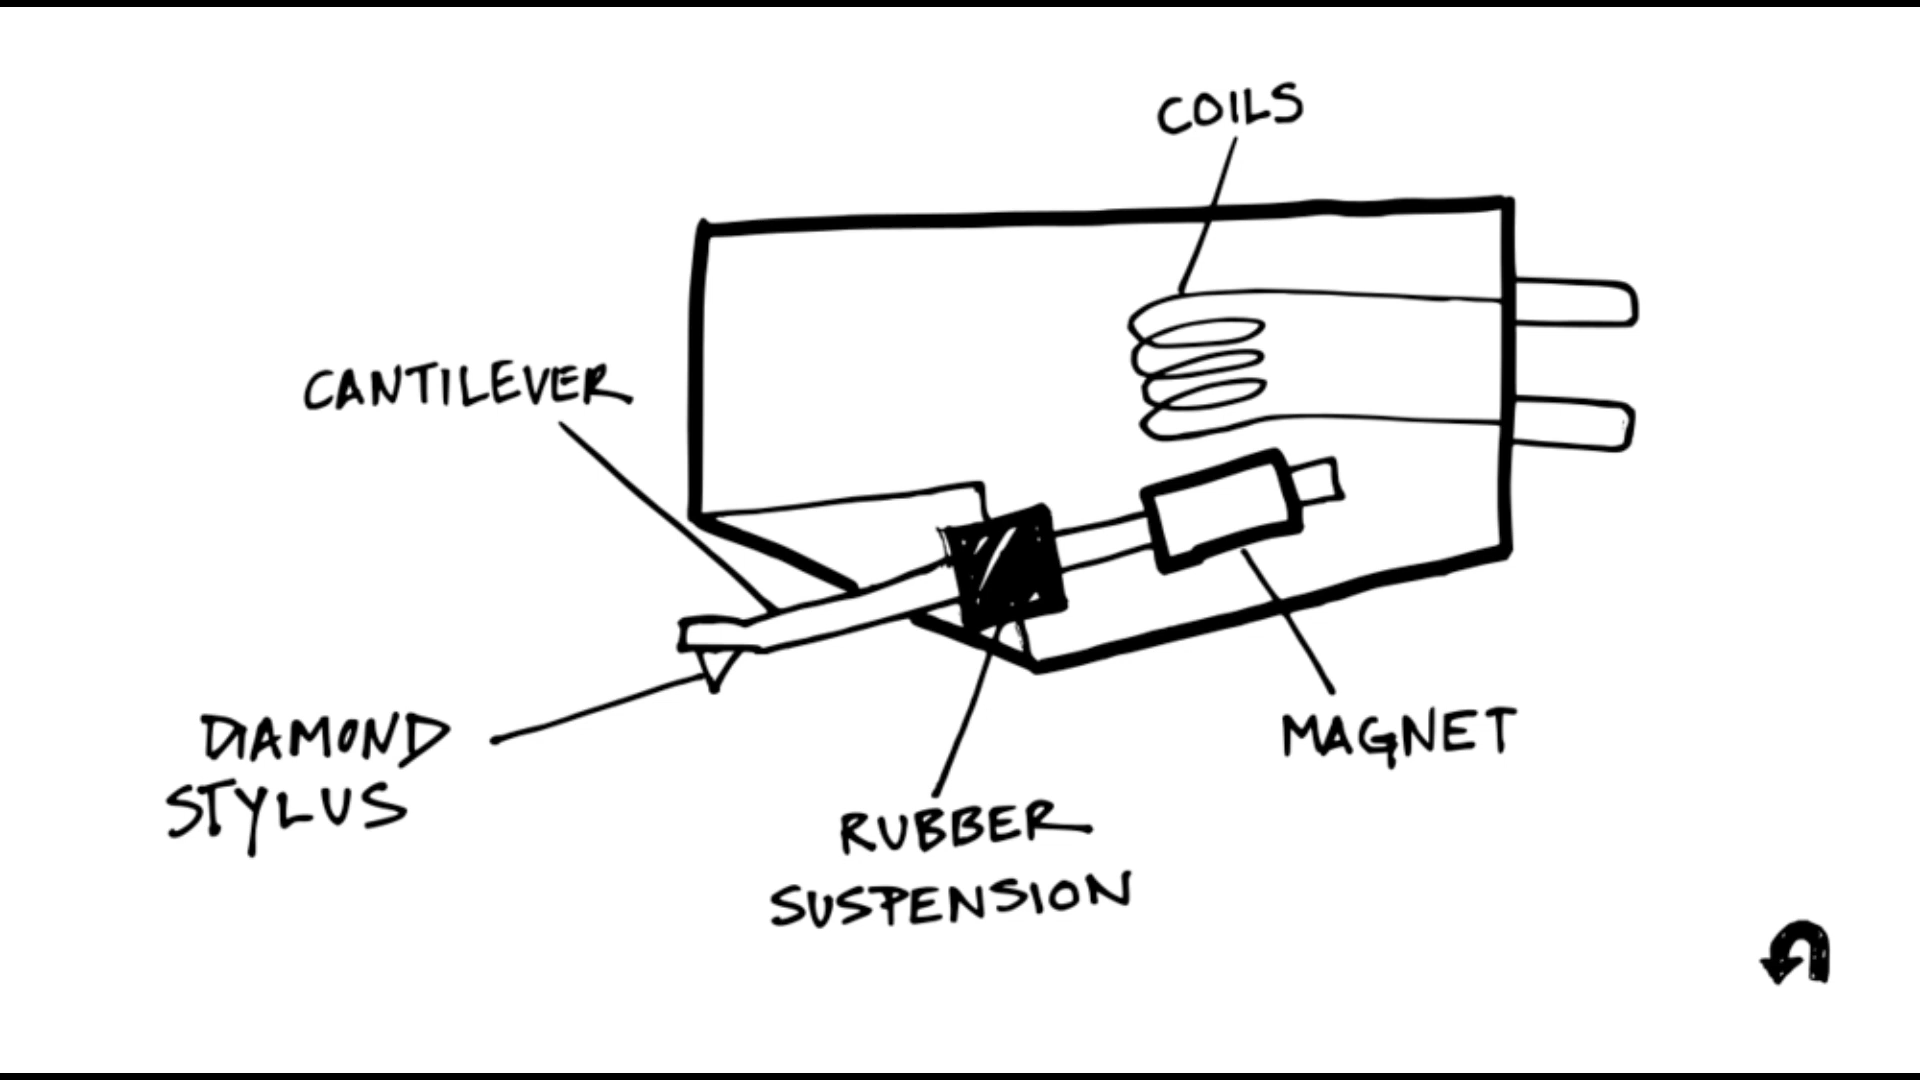 COILS
CANTILEVER
DIAMOND
STYLUS
MAGNET
RUBBER
SUSPENSION